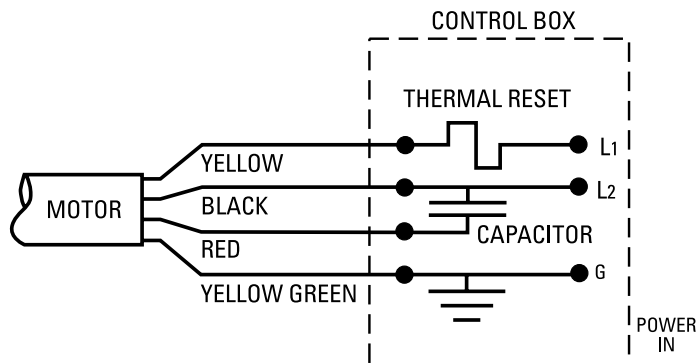 CONTROL BOX
THERMAL RESET
L1
YELLOW
L2
MOTOR
BLACK
CAPACITOR
RED
G
YELLOW GREEN
POWER
IN